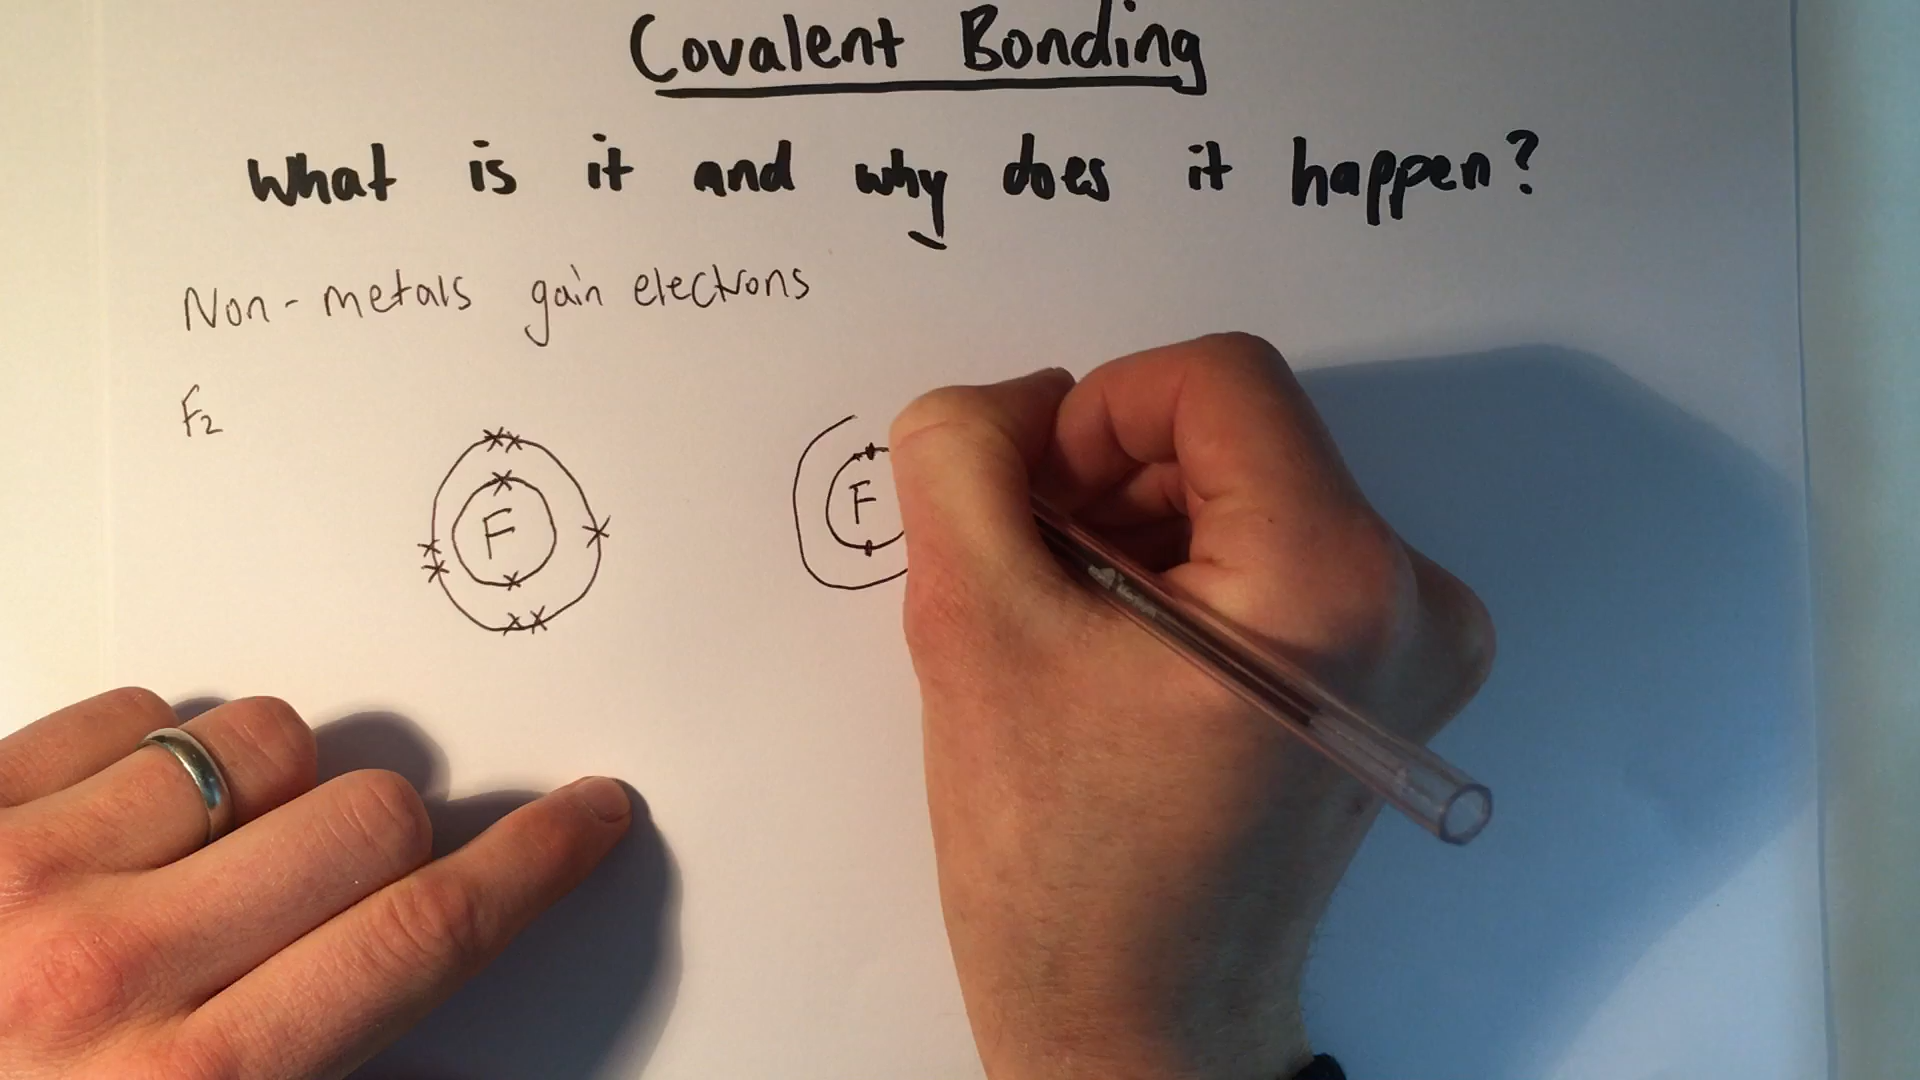 Covalent Bonding
What is it and why does it happen?
Non-metals gain electrons
F₂
F
F